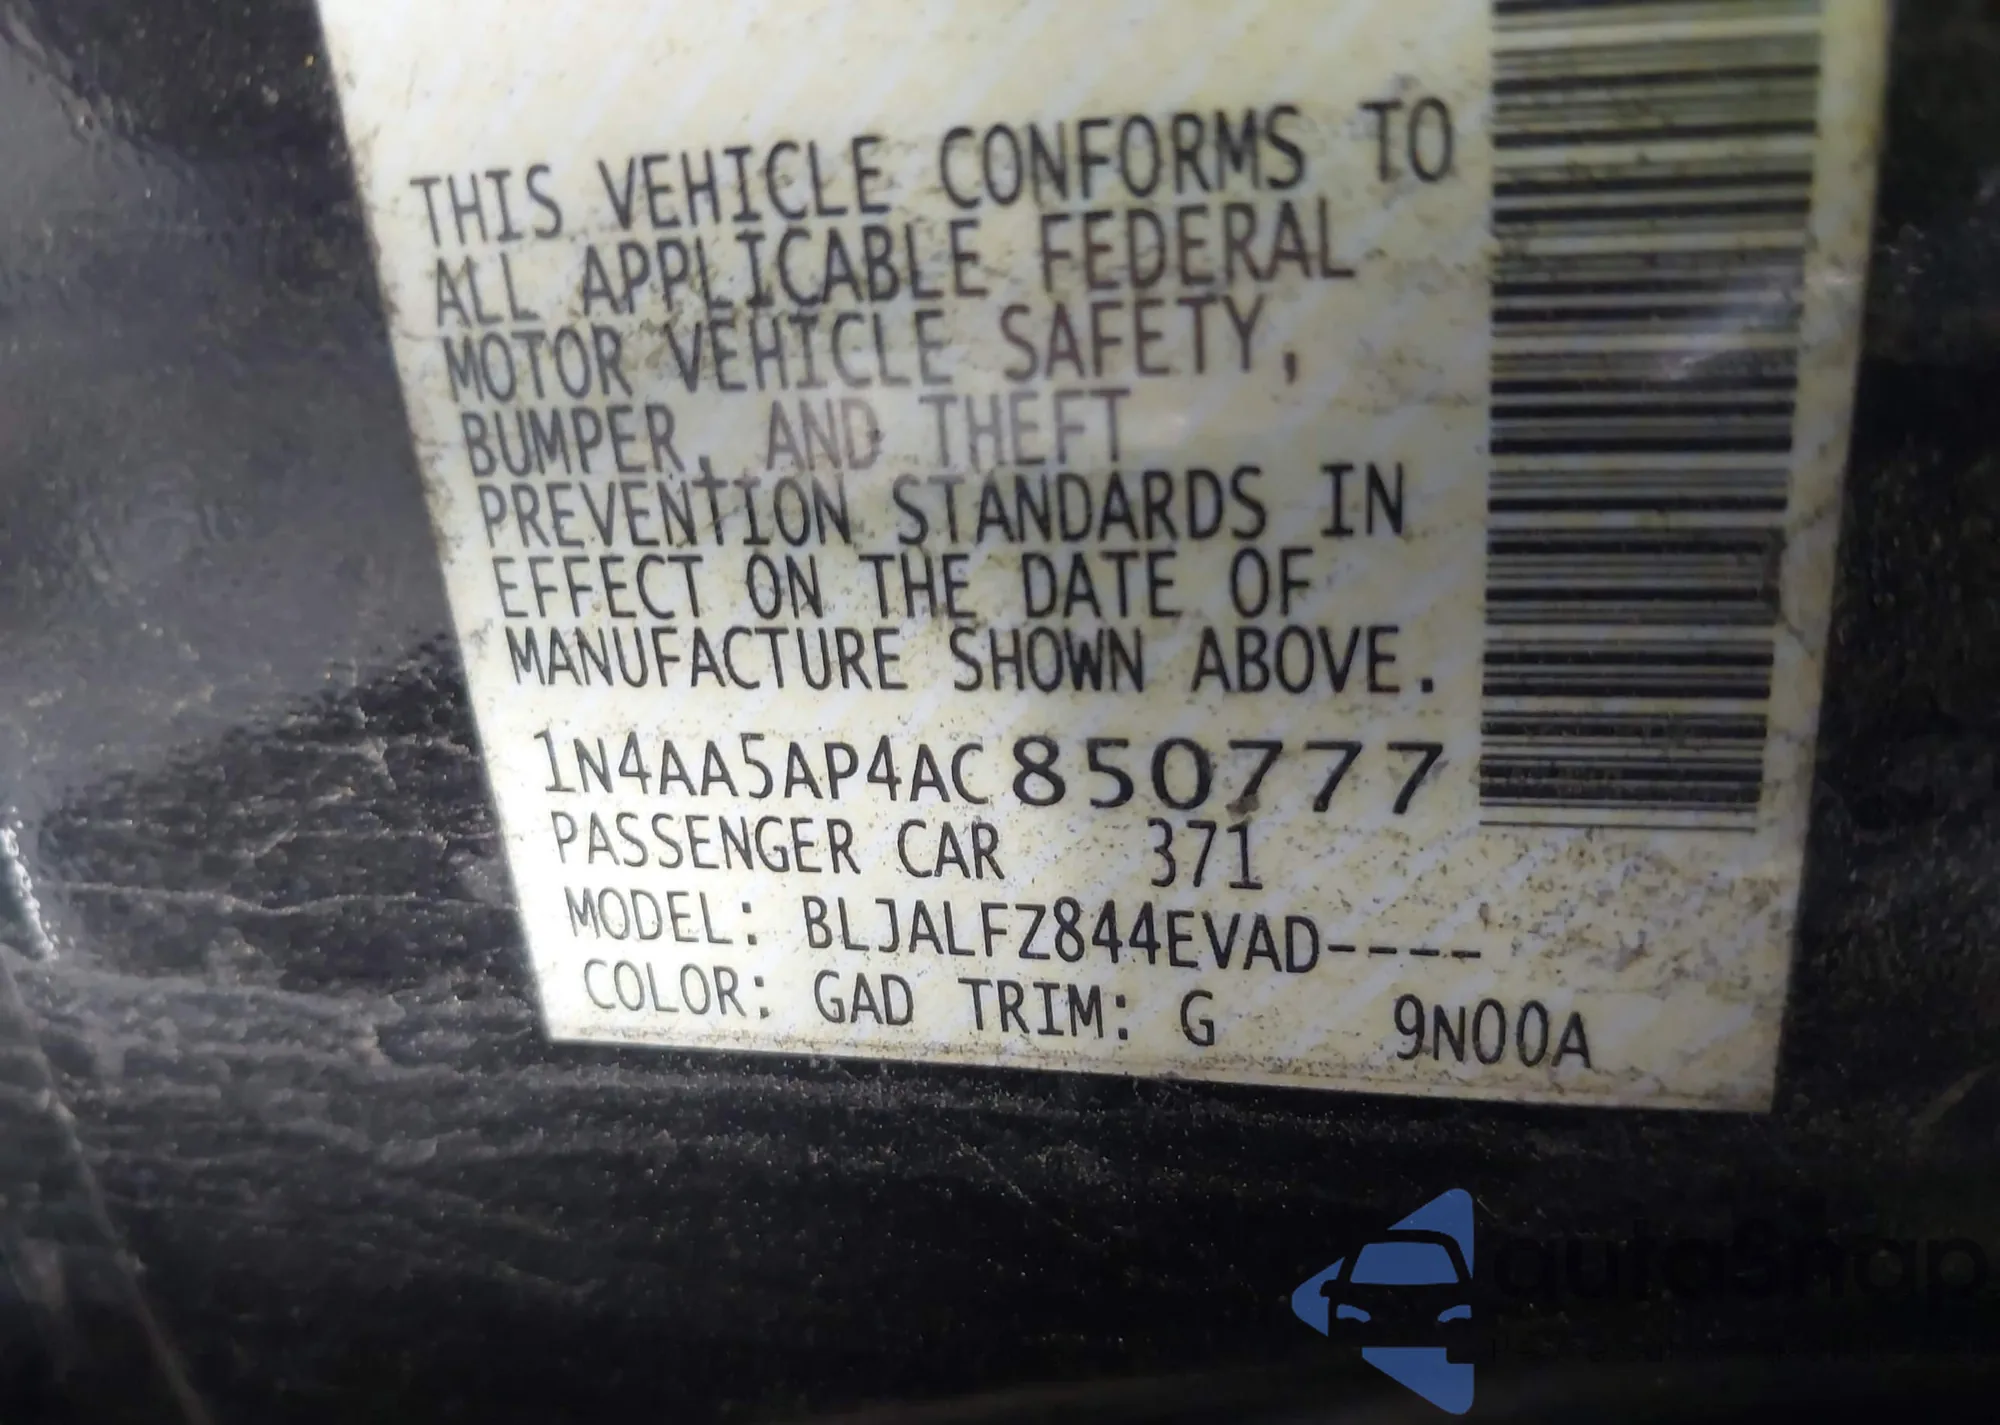 THIS VEHICLE CONFORMS TO
ALL APPLICABLE FEDERAL
MOTOR VEHICLE SAFETY,
BUMPER, AND THEFT
PREVENTION STANDARDS IN
EFFECT ON THE DATE OF
MANUFACTURE SHOWN ABOVE.
1N4AA5AP4AC850777
PASSENGER CAR 371
MODEL: BLJALFZ844EVAD----
COLOR: GAD TRIM: G 9N00A
autoSnap